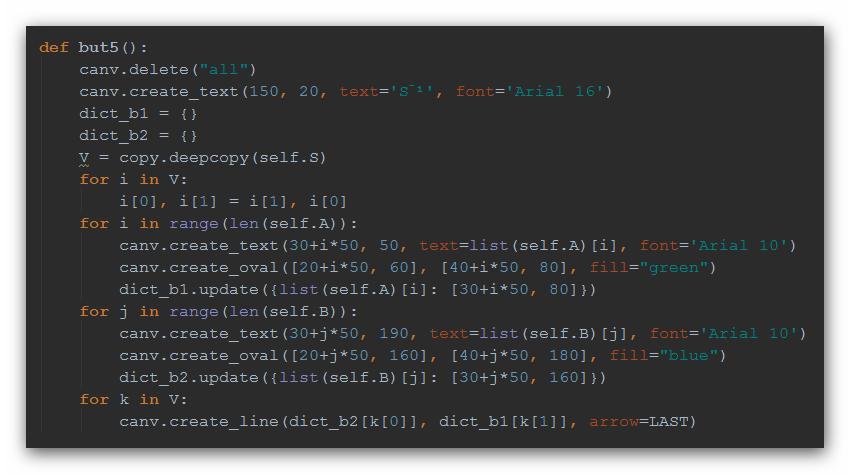 def but5():
    canv.delete("all")
    canv.create_text(150, 20, text='S⁻¹', font='Arial 16')
    dict_b1 = {}
    dict_b2 = {}
    V = copy.deepcopy(self.S)
    for i in V:
        i[0], i[1] = i[1], i[0]
    for i in range(len(self.A)):
        canv.create_text(30+i*50, 50, text=list(self.A)[i], font='Arial 10')
        canv.create_oval([20+i*50, 60], [40+i*50, 80], fill="green")
        dict_b1.update({list(self.A)[i]: [30+i*50, 80]})
    for j in range(len(self.B)):
        canv.create_text(30+j*50, 190, text=list(self.B)[j], font='Arial 10')
        canv.create_oval([20+j*50, 160], [40+j*50, 180], fill="blue")
        dict_b2.update({list(self.B)[j]: [30+j*50, 160]})
    for k in V:
        canv.create_line(dict_b2[k[0]], dict_b1[k[1]], arrow=LAST)